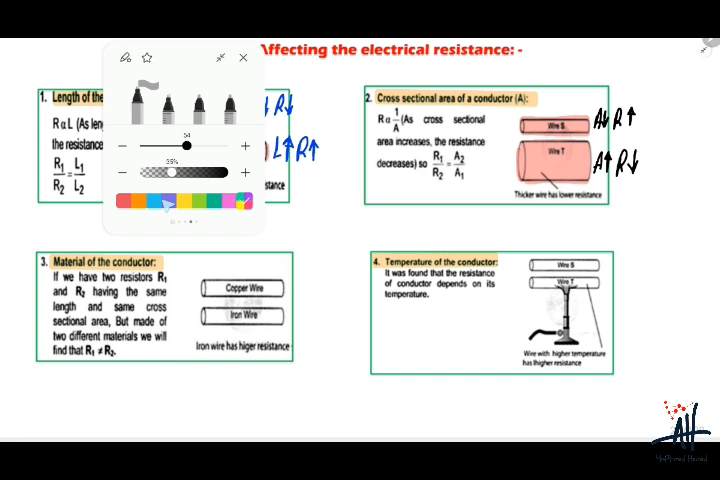 Affecting the electrical resistance: -
1. Length of the
R α L (As leng
the resistance
R₁ L₁
— = —
R₂ L₂
↓ R↓
L↑ R↑
stance
54
35%
2. Cross sectional area of a conductor (A):
R α 1/A (As cross sectional
area increases, the resistance
decreases) so R₁/R₂ = A₂/A₁
Wire S
A↓ R↑
Wire T
A↑ R↓
Thicker wire has lower resistance
3. Material of the conductor:
If we have two resistors R₁
and R₂ having the same
length and same cross
sectional area, But made of
two different materials we will
find that R₁ ≠ R₂.
Copper Wire
Iron Wire
Iron wire has higer resistance
4. Temperature of the conductor:
It was found that the resistance
of conductor depends on its
temperature.
Wire S
Wire T
Wire with higher temperature
has lhigher resistance
AH